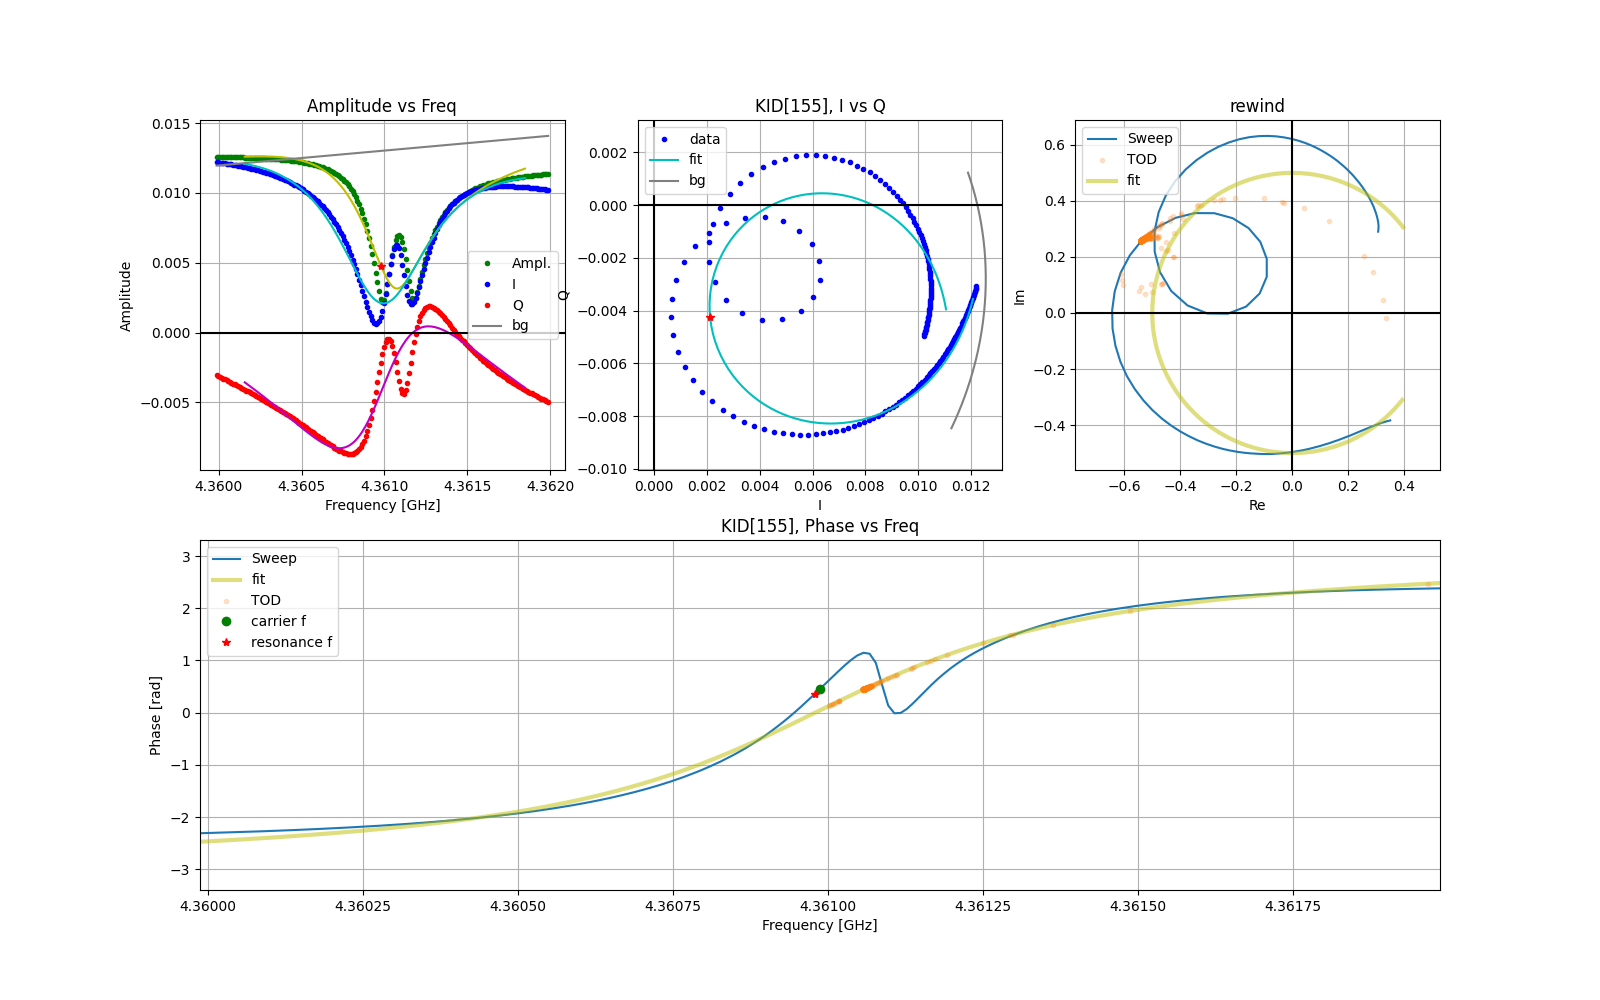 Amplitude vs Freq
0.015
0.010
0.005
0.000
−0.005
Amplitude
Ampl.
I
Q
bg
4.3600 4.3605 4.3610 4.3615 4.3620
Frequency [GHz]
KID[155], I vs Q
0.002
0.000
−0.002
−0.004
−0.006
−0.008
−0.010
Q
data
fit
bg
0.000 0.002 0.004 0.006 0.008 0.010 0.012
I
rewind
0.6
0.4
0.2
0.0
−0.2
−0.4
Im
Sweep
TOD
fit
−0.6 −0.4 −0.2 0.0 0.2 0.4
Re
KID[155], Phase vs Freq
3
2
1
0
−1
−2
−3
Phase [rad]
Sweep
fit
TOD
carrier f
resonance f
4.36000 4.36025 4.36050 4.36075 4.36100 4.36125 4.36150 4.36175
Frequency [GHz]